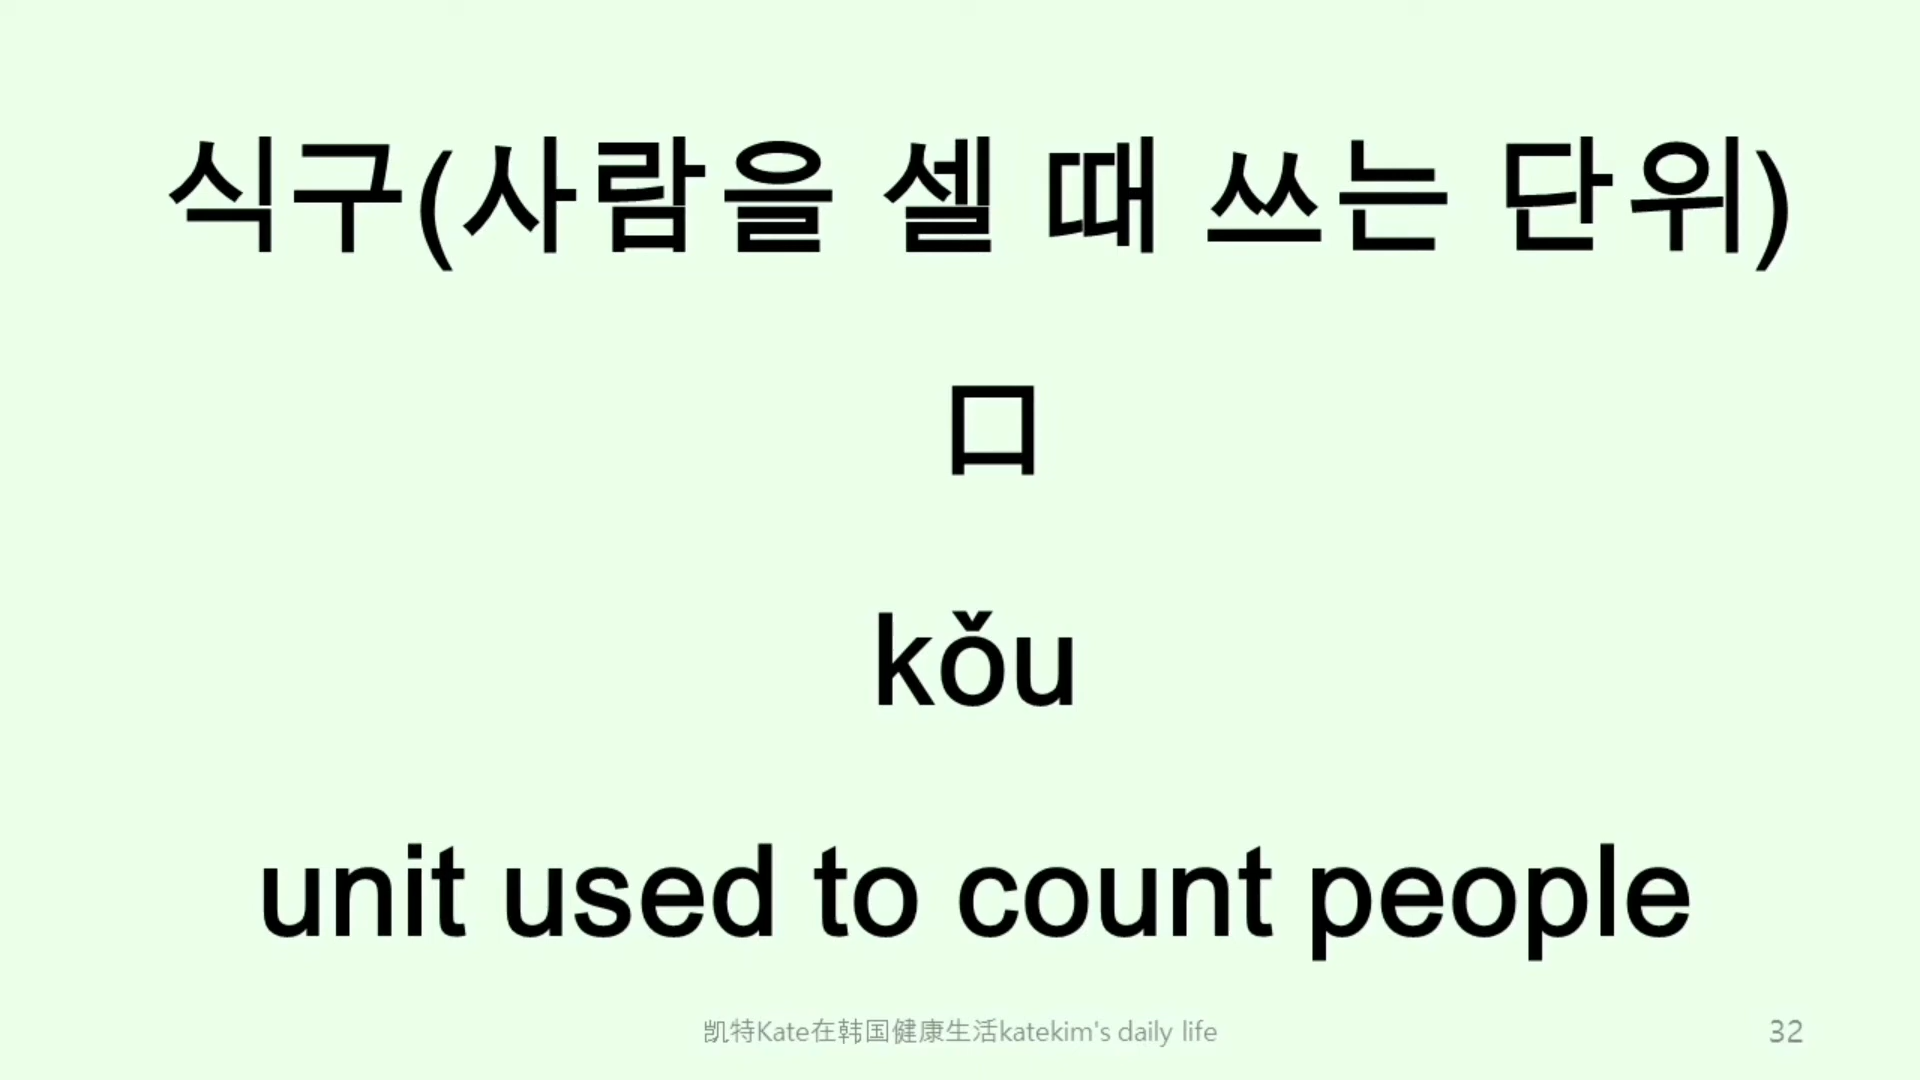 식구(사람을 셀 때 쓰는 단위)
口
kǒu
unit used to count people
凯特Kate在韩国健康生活katekim's daily life
32